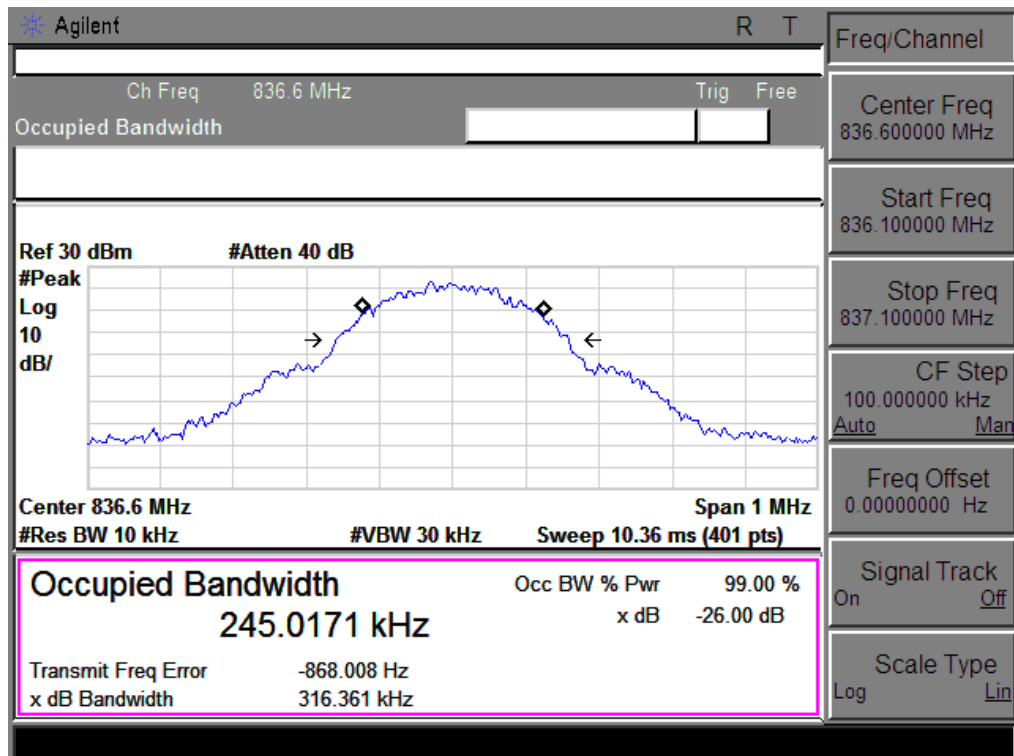 Agilent R T
Ch Freq 836.6 MHz Trig Free
Occupied Bandwidth
Ref 30 dBm #Atten 40 dB
#Peak
Log
10
dB/
Center 836.6 MHz Span 1 MHz
#Res BW 10 kHz #VBW 30 kHz Sweep 10.36 ms (401 pts)
Occupied Bandwidth Occ BW % Pwr 99.00 %
245.0171 kHz x dB -26.00 dB
Transmit Freq Error -868.008 Hz
x dB Bandwidth 316.361 kHz
Freq/Channel
Center Freq
836.600000 MHz
Start Freq
836.100000 MHz
Stop Freq
837.100000 MHz
CF Step
100.000000 kHz
Auto Man
Freq Offset
0.00000000 Hz
Signal Track
On Off
Scale Type
Log Lin